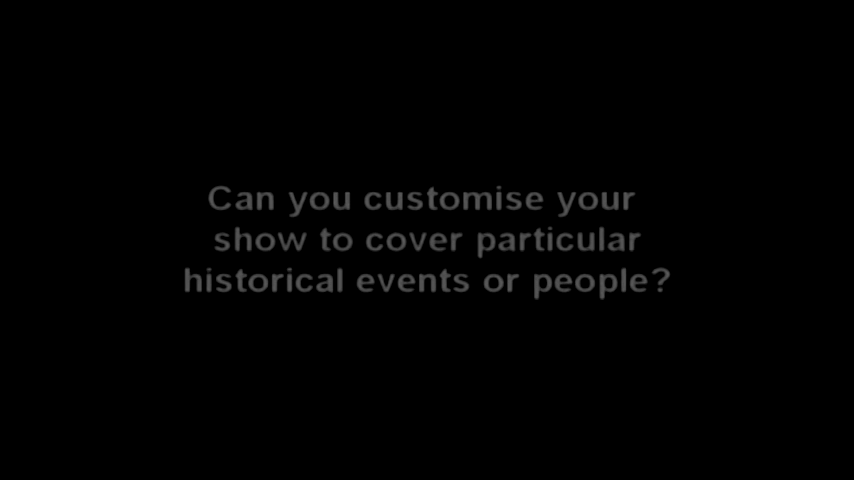 Can you customise your
show to cover particular
historical events or people?